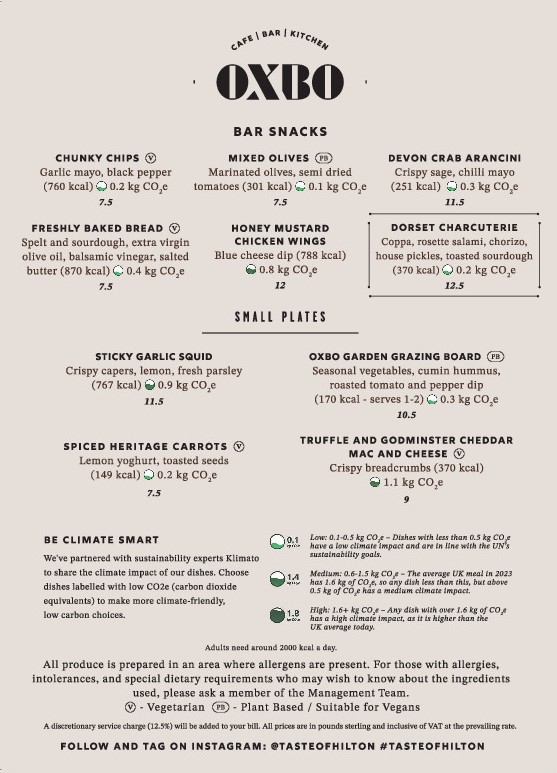 CAFE | BAR | KITCHEN
OXBO
BAR SNACKS
CHUNKY CHIPS (V)
Garlic mayo, black pepper
(760 kcal) 0.2 kg CO₂e
7.5
MIXED OLIVES (PB)
Marinated olives, semi dried
tomatoes (301 kcal) 0.1 kg CO₂e
7.5
DEVON CRAB ARANCINI
Crispy sage, chilli mayo
(251 kcal) 0.3 kg CO₂e
11.5
FRESHLY BAKED BREAD (V)
Spelt and sourdough, extra virgin
olive oil, balsamic vinegar, salted
butter (870 kcal) 0.4 kg CO₂e
7.5
HONEY MUSTARD
CHICKEN WINGS
Blue cheese dip (788 kcal)
0.8 kg CO₂e
12
DORSET CHARCUTERIE
Coppa, rosette salami, chorizo,
house pickles, toasted sourdough
(370 kcal) 0.2 kg CO₂e
12.5
SMALL PLATES
STICKY GARLIC SQUID
Crispy capers, lemon, fresh parsley
(767 kcal) 0.9 kg CO₂e
11.5
OXBO GARDEN GRAZING BOARD (PB)
Seasonal vegetables, cumin hummus,
roasted tomato and pepper dip
(170 kcal - serves 1-2) 0.3 kg CO₂e
10.5
SPICED HERITAGE CARROTS (V)
Lemon yoghurt, toasted seeds
(149 kcal) 0.2 kg CO₂e
7.5
TRUFFLE AND GODMINSTER CHEDDAR
MAC AND CHEESE (V)
Crispy breadcrumbs (370 kcal)
1.1 kg CO₂e
9
BE CLIMATE SMART
We've partnered with sustainability experts Klimato
to share the climate impact of our dishes. Choose
dishes labelled with low CO2e (carbon dioxide
equivalents) to make more climate-friendly,
low carbon choices.
0.1
Low: 0.1-0.5 kg CO₂e – Dishes with less than 0.5 kg CO₂e
have a low climate impact and are in line with the UN's
sustainability goals.
1.4
Medium: 0.6-1.5 kg CO₂e – The average UK meal in 2023
has 1.6 kg of CO₂e, so any dish less than this, but above
0.5 kg of CO₂e has a medium climate impact.
1.8
High: 1.6+ kg CO₂e – Any dish with over 1.6 kg of CO₂e
has a high climate impact, as it is higher than the
UK average today.
Adults need around 2000 kcal a day.
All produce is prepared in an area where allergens are present. For those with allergies,
intolerances, and special dietary requirements who may wish to know about the ingredients
used, please ask a member of the Management Team.
(V) - Vegetarian (PB) - Plant Based / Suitable for Vegans
A discretionary service charge (12.5%) will be added to your bill. All prices are in pounds sterling and inclusive of VAT at the prevailing rate.
FOLLOW AND TAG ON INSTAGRAM: @TASTEOFHILTON #TASTEOFHILTON